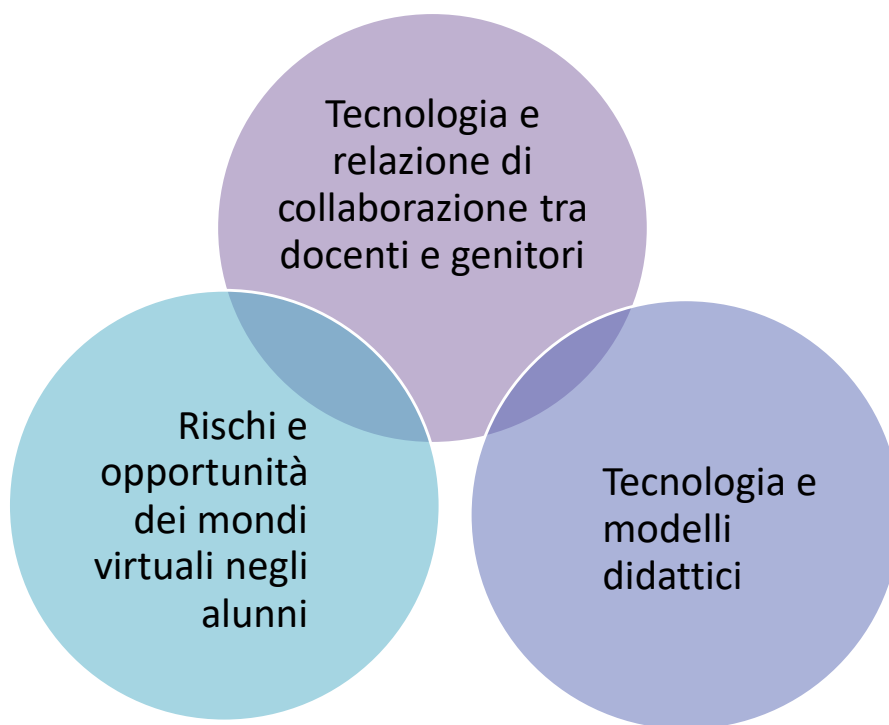 Tecnologia e
relazione di
collaborazione tra
docenti e genitori
Rischi e
opportunità
dei mondi
virtuali negli
alunni
Tecnologia e
modelli
didattici